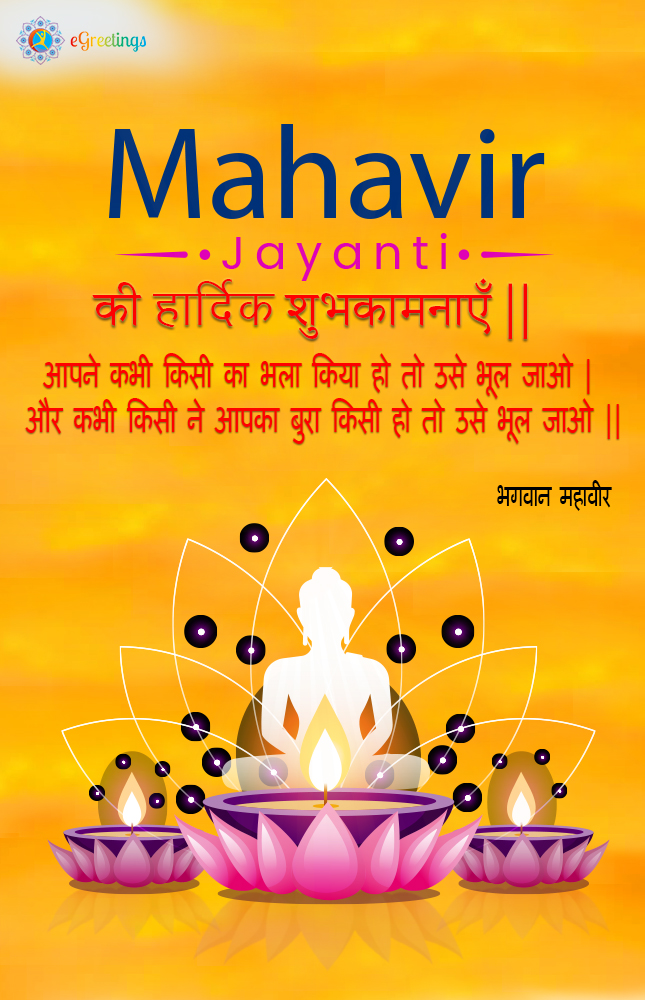 eGreetings
Mahavir
Jayanti
की हार्दिक शुभकामनाएँ ||
आपने कभी किसी का भला किया हो तो उसे भूल जाओ |
और कभी किसी ने आपका बुरा किसी हो तो उसे भूल जाओ ||
भगवान महावीर